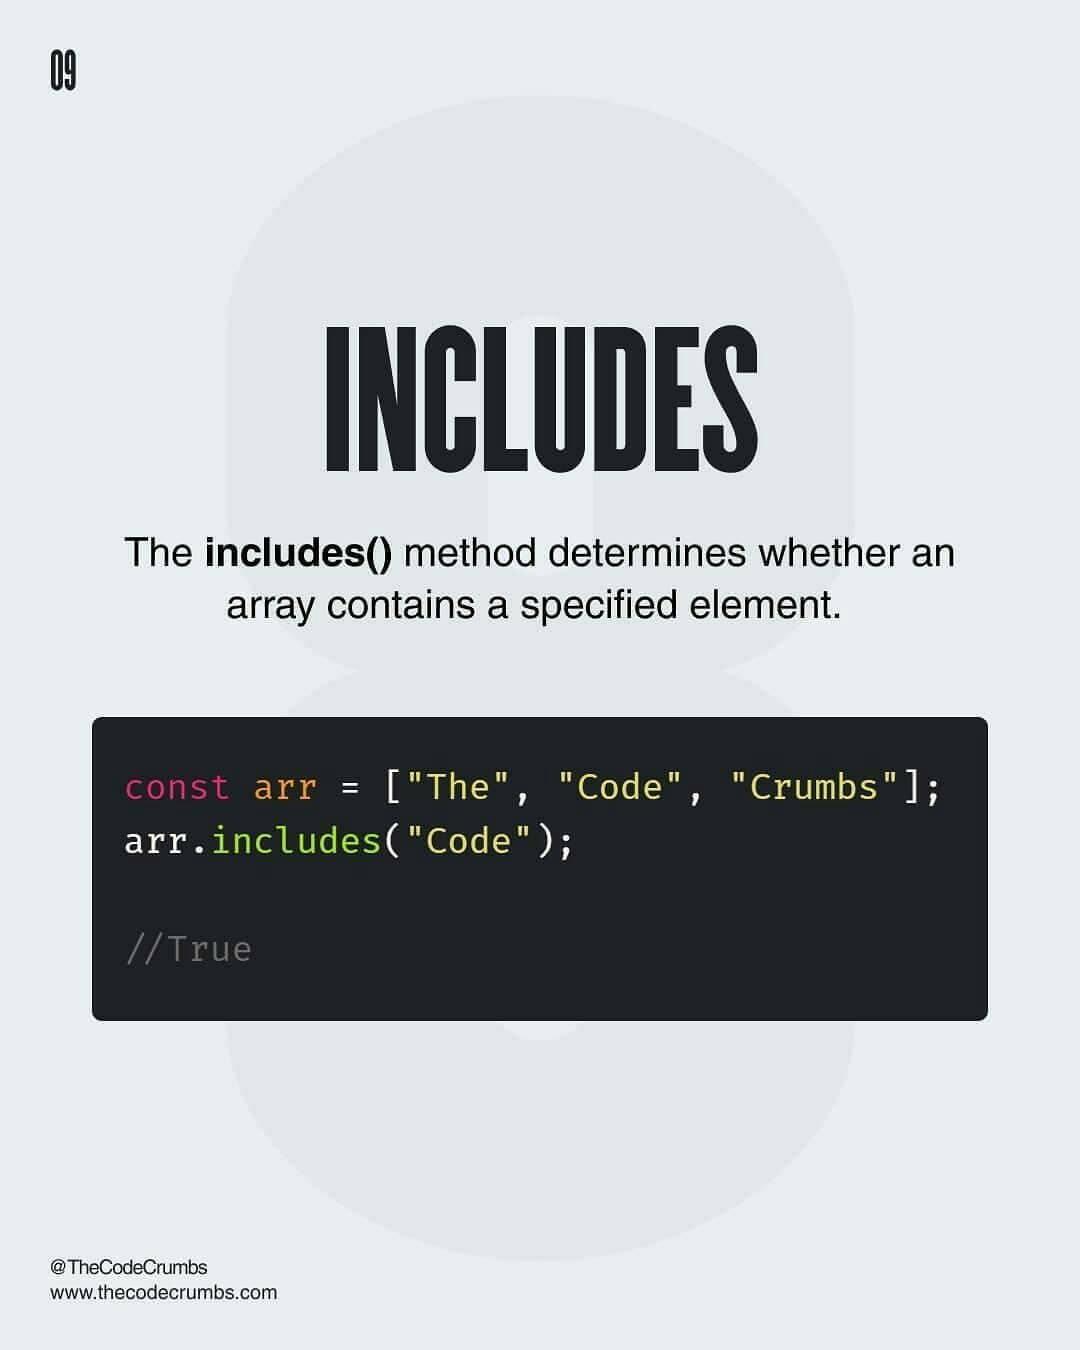 09
INCLUDES
The includes() method determines whether an
array contains a specified element.
const arr = ["The", "Code", "Crumbs"];
arr.includes("Code");
//True
@TheCodeCrumbs
www.thecodecrumbs.com